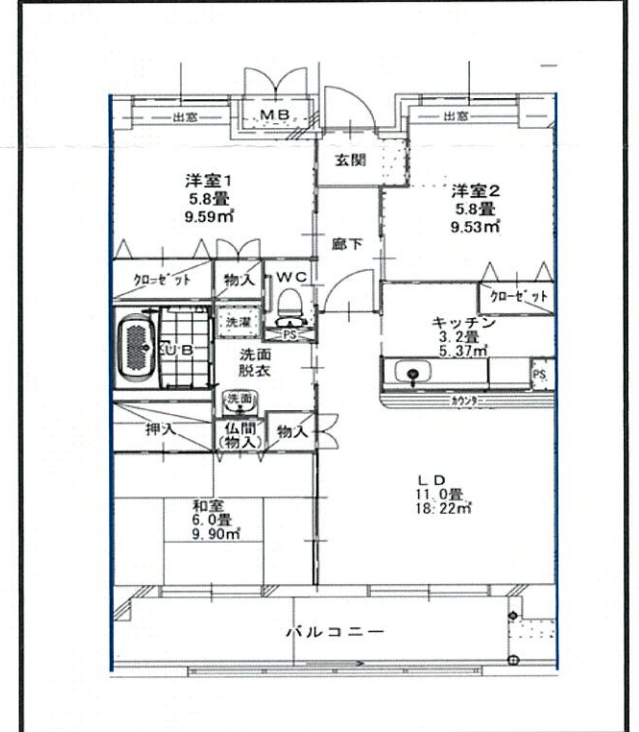 出窓
MB
出窓
玄関
洋室1
5.8畳
9.59㎡
洋室2
5.8畳
9.53㎡
廊下
クローゼット
物入
WC
クローゼット
洗濯
PS
キッチン
3.2畳
5.37㎡
UB
洗面
脱衣
PS
洗面
カウンター
押入
仏間
(物入)
物入
LD
11.0畳
18.22㎡
和室
6.0畳
9.90㎡
バルコニー